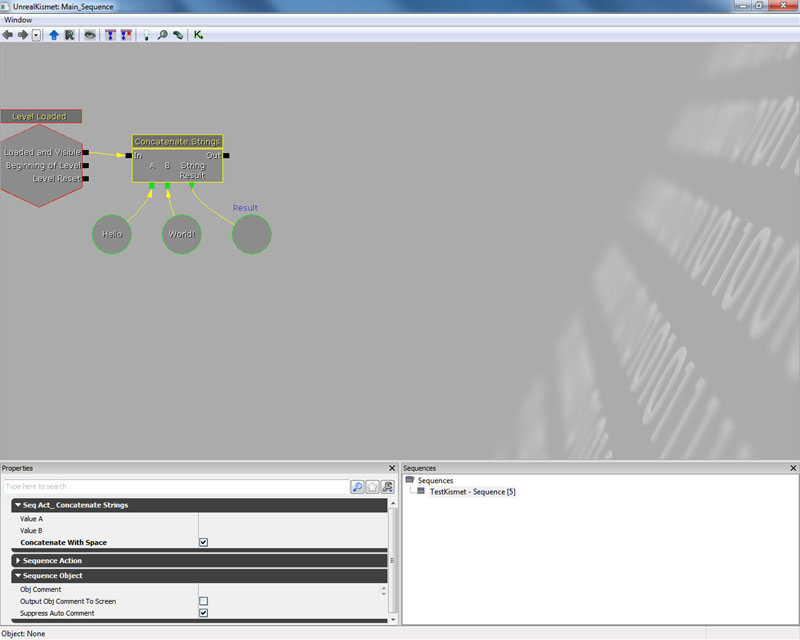 UnrealKismet: Main_Sequence
Window
Level Loaded
Loaded and Visible
Beginning of Level
Level Reset
Concatenate Strings
In Out
A B String
Result
Result
Hello World!
Properties
Type here to search
Seq Act_ Concatenate Strings
Value A
Value B
Concatenate With Space
Sequence Action
Sequence Object
Obj Comment
Output Obj Comment To Screen
Suppress Auto Comment
Sequences
Sequences
TestKismet - Sequence [5]
Object: None